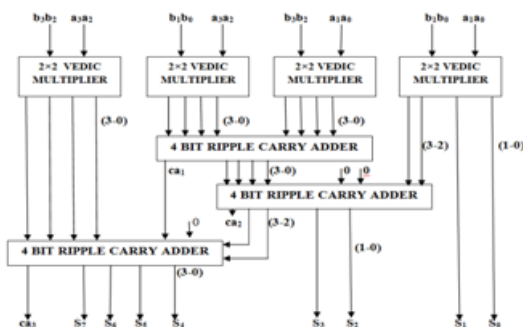 b₃b₂ a₃a₂ b₁b₀ a₃a₂ b₃b₂ a₁a₀ b₁b₀ a₁a₀
2×2 VEDIC MULTIPLIER
2×2 VEDIC MULTIPLIER
2×2 VEDIC MULTIPLIER
2×2 VEDIC MULTIPLIER
(3-0) (3-0) (3-0)
4 BIT RIPPLE CARRY ADDER
(3-2) (1-0)
ca₁ (3-0) 0 0
4 BIT RIPPLE CARRY ADDER
0 ca₂ (3-2)
4 BIT RIPPLE CARRY ADDER
(1-0)
(3-0)
ca₃ S₇ S₆ S₅ S₄ S₃ S₂ S₁ S₀